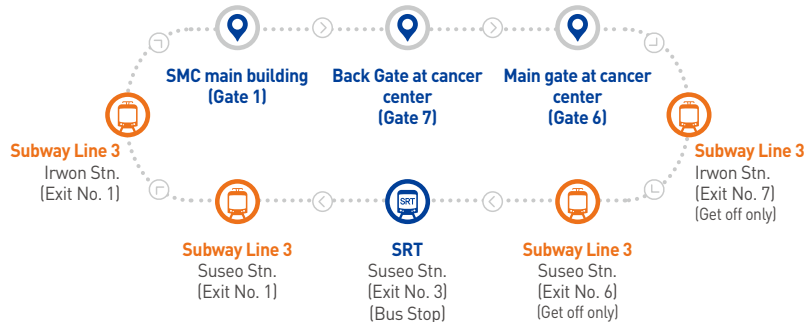 SMC main building
(Gate 1)
Back Gate at cancer
center
(Gate 7)
Main gate at cancer
center
(Gate 6)
Subway Line 3
Irwon Stn.
(Exit No. 1)
Subway Line 3
Irwon Stn.
(Exit No. 7)
(Get off only)
Subway Line 3
Suseo Stn.
(Exit No. 1)
SRT
SRT
Suseo Stn.
(Exit No. 3)
(Bus Stop)
Subway Line 3
Suseo Stn.
(Exit No. 6)
(Get off only)